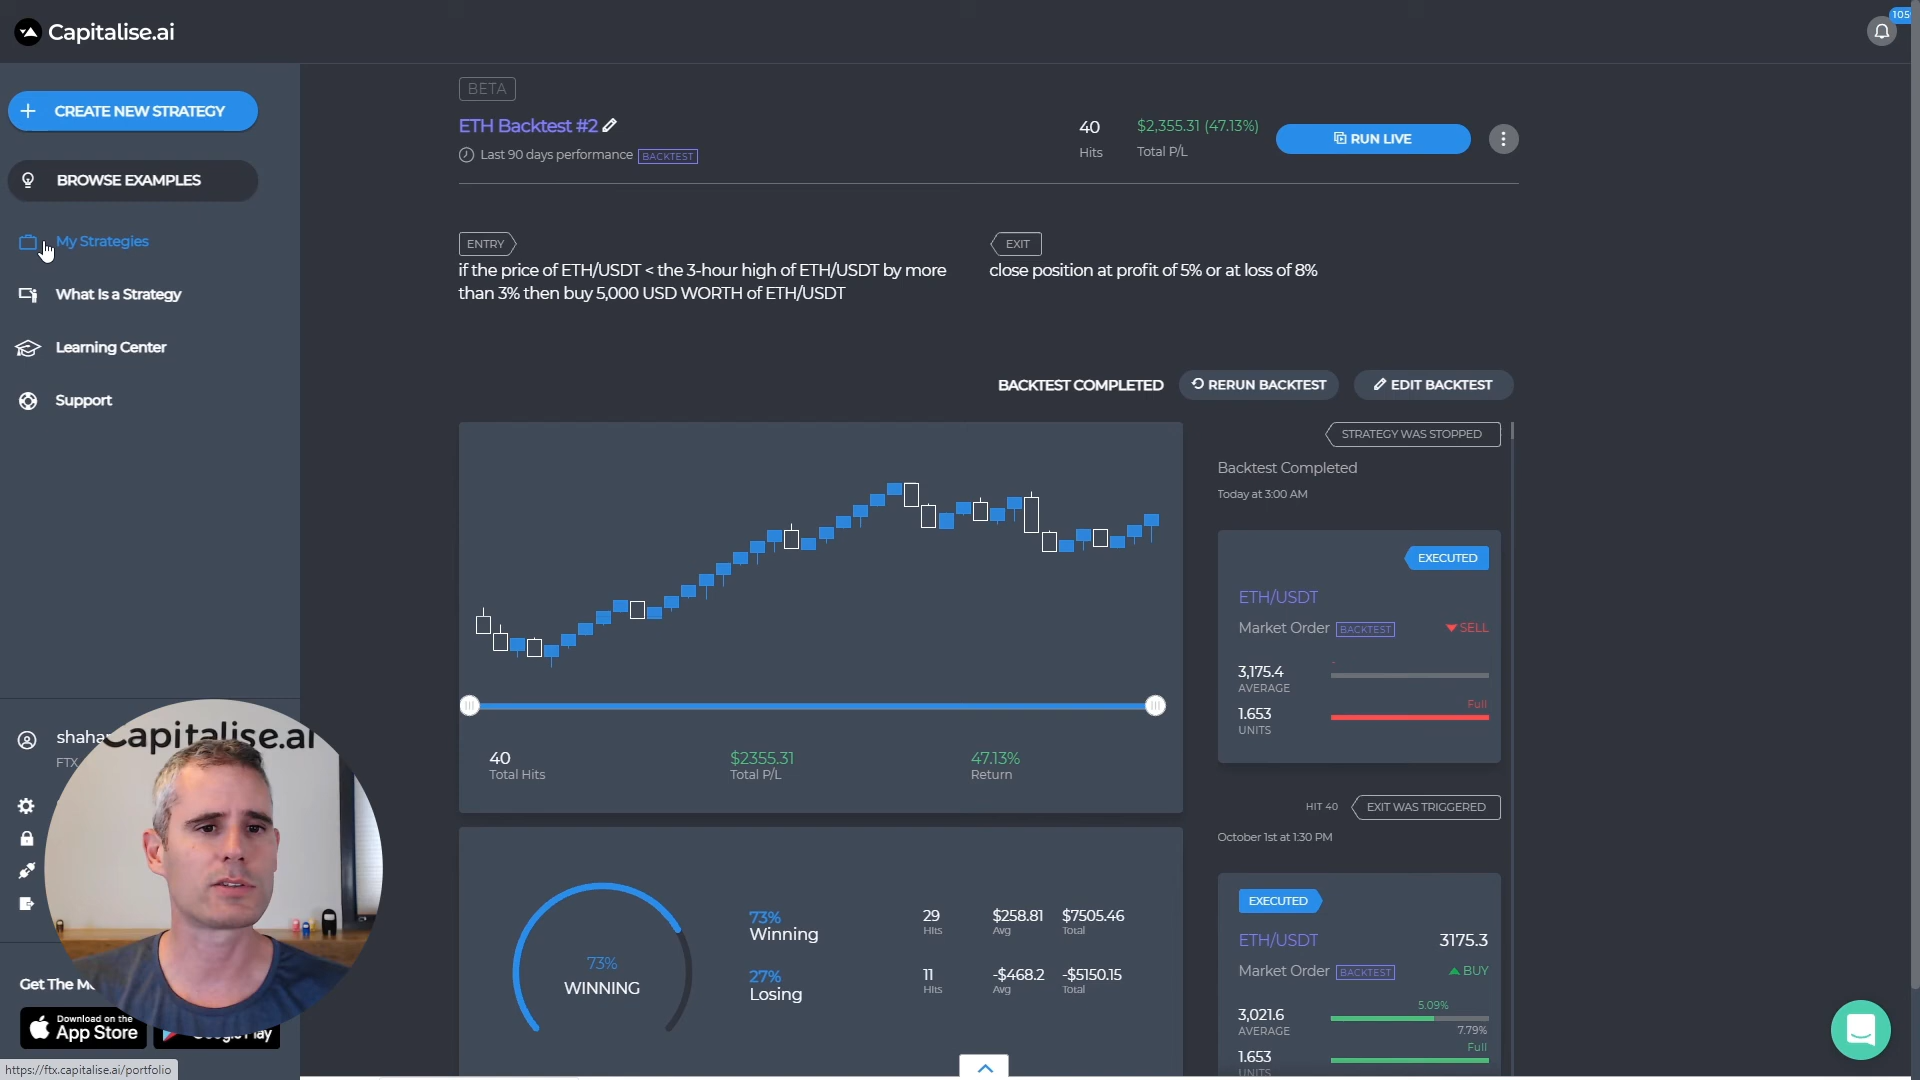 Capitalise.ai
105
CREATE NEW STRATEGY
BROWSE EXAMPLES
My Strategies
What Is a Strategy
Learning Center
Support
BETA
ETH Backtest #2
Last 90 days performance BACKTEST
40
Hits
$2,355.31 (47.13%)
Total P/L
RUN LIVE
ENTRY
if the price of ETH/USDT < the 3-hour high of ETH/USDT by more
than 3% then buy 5,000 USD WORTH of ETH/USDT
EXIT
close position at profit of 5% or at loss of 8%
BACKTEST COMPLETED
RERUN BACKTEST
EDIT BACKTEST
40
Total Hits
$2355.31
Total P/L
47.13%
Return
73%
WINNING
73%
Winning
29
Hits
$258.81
Avg
$7505.46
Total
27%
Losing
11
Hits
-$468.2
Avg
-$5150.15
Total
STRATEGY WAS STOPPED
Backtest Completed
Today at 3:00 AM
EXECUTED
ETH/USDT
Market Order BACKTEST
SELL
3,175.4
AVERAGE
-
Full
1.653
UNITS
HIT 40
EXIT WAS TRIGGERED
October 1st at 1:30 PM
EXECUTED
ETH/USDT
3175.3
Market Order BACKTEST
BUY
5.09%
3,021.6
AVERAGE
7.79%
Full
1.653
UNITS
FTX
Capitalise.ai
Get The
Download on the
App Store
Google Play
https://ftx.capitalise.ai/portfolio